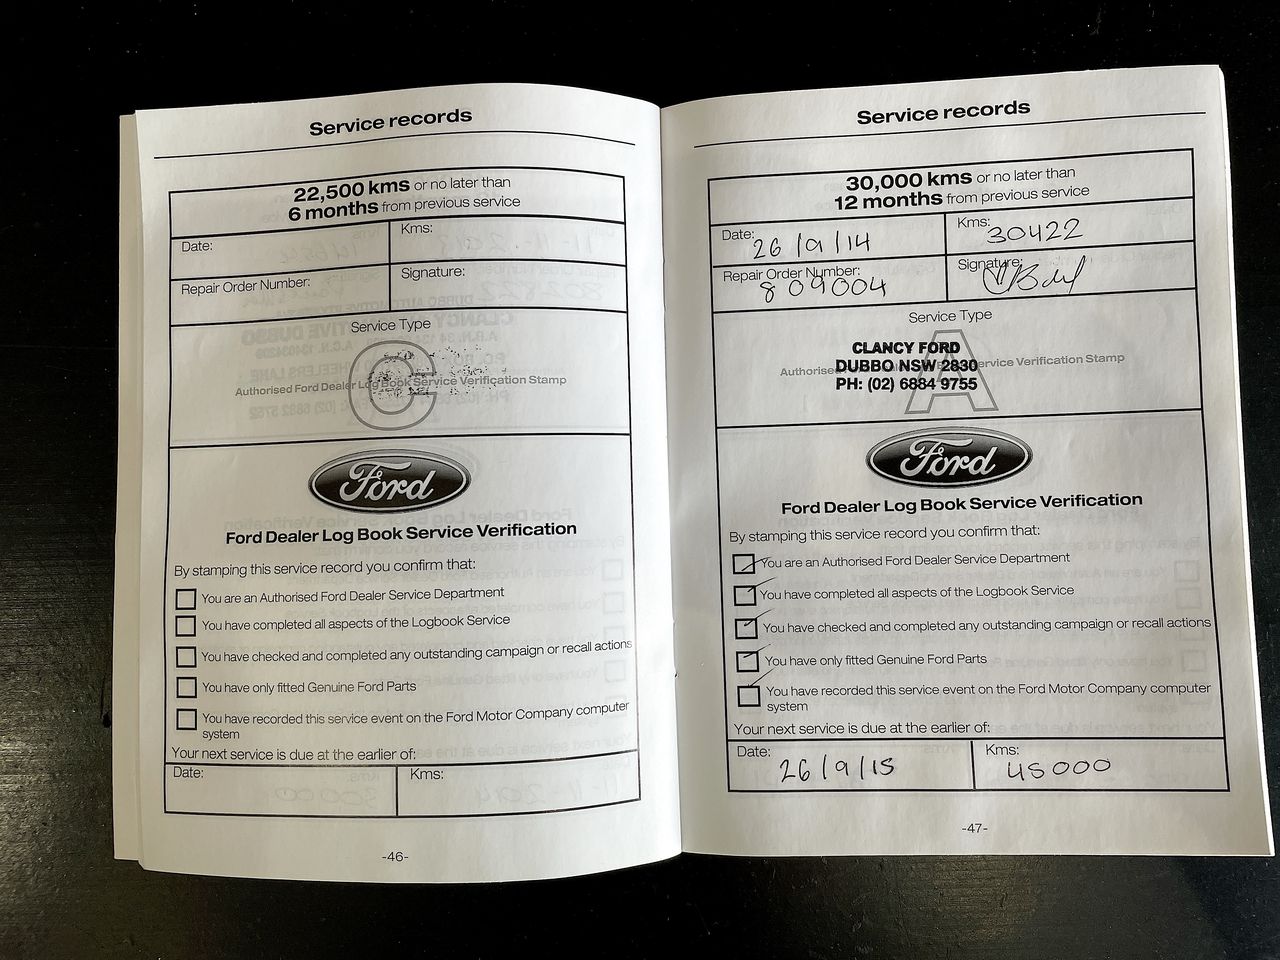 Service records
22,500 kms or no later than
6 months from previous service
Date:
Kms:
Repair Order Number:
Signature:
Service Type
C
Authorised Ford Dealer Log Book Service Verification Stamp
Ford
Ford Dealer Log Book Service Verification
By stamping this service record you confirm that:
You are an Authorised Ford Dealer Service Department
You have completed all aspects of the Logbook Service
You have checked and completed any outstanding campaign or recall actions
You have only fitted Genuine Ford Parts
You have recorded this service event on the Ford Motor Company computer
system
Your next service is due at the earlier of:
Date:
Kms:
-46-
Service records
30,000 kms or no later than
12 months from previous service
Date: 26/9/14
Kms: 30422
Repair Order Number: 809004
Signature:
Service Type
A
CLANCY FORD
DUBBO NSW 2830
PH: (02) 6884 9755
Authorised Service Verification Stamp
Ford
Ford Dealer Log Book Service Verification
By stamping this service record you confirm that:
You are an Authorised Ford Dealer Service Department
You have completed all aspects of the Logbook Service
You have checked and completed any outstanding campaign or recall actions
You have only fitted Genuine Ford Parts
You have recorded this service event on the Ford Motor Company computer
system
Your next service is due at the earlier of:
Date: 26/9/15
Kms: 45000
-47-